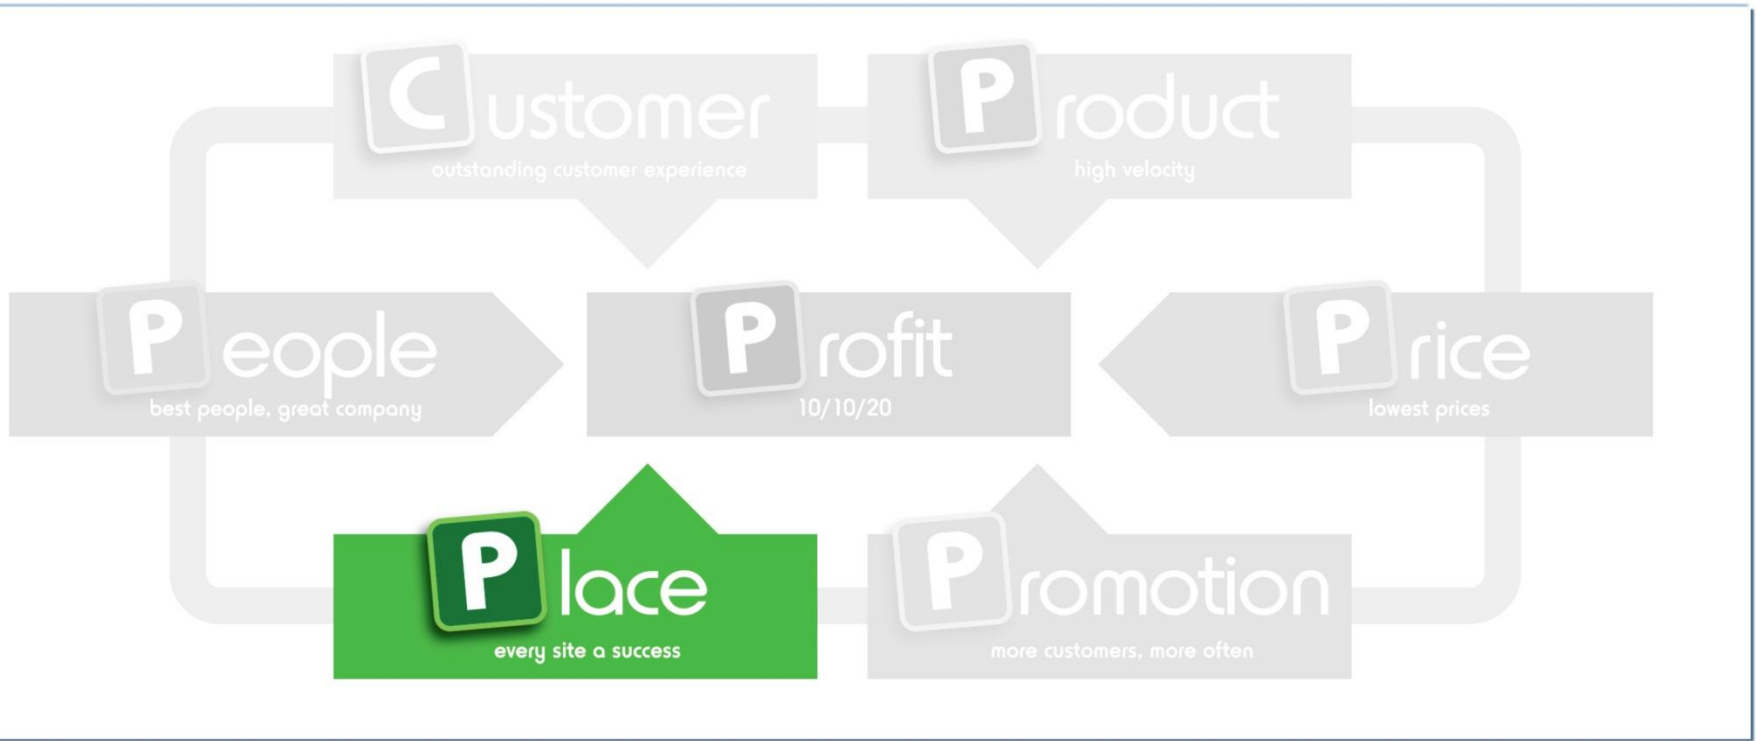 Customer
outstanding customer experience
Product
high velocity
People
best people, great company
Profit
10/10/20
Price
lowest prices
Place
every site a success
Promotion
more customers, more often